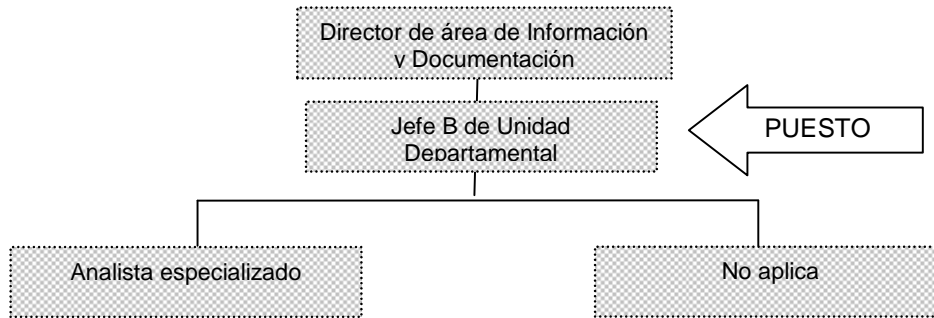 Director de área de Información
y Documentación
Jefe B de Unidad
Departamental
PUESTO
Analista especializado
No aplica